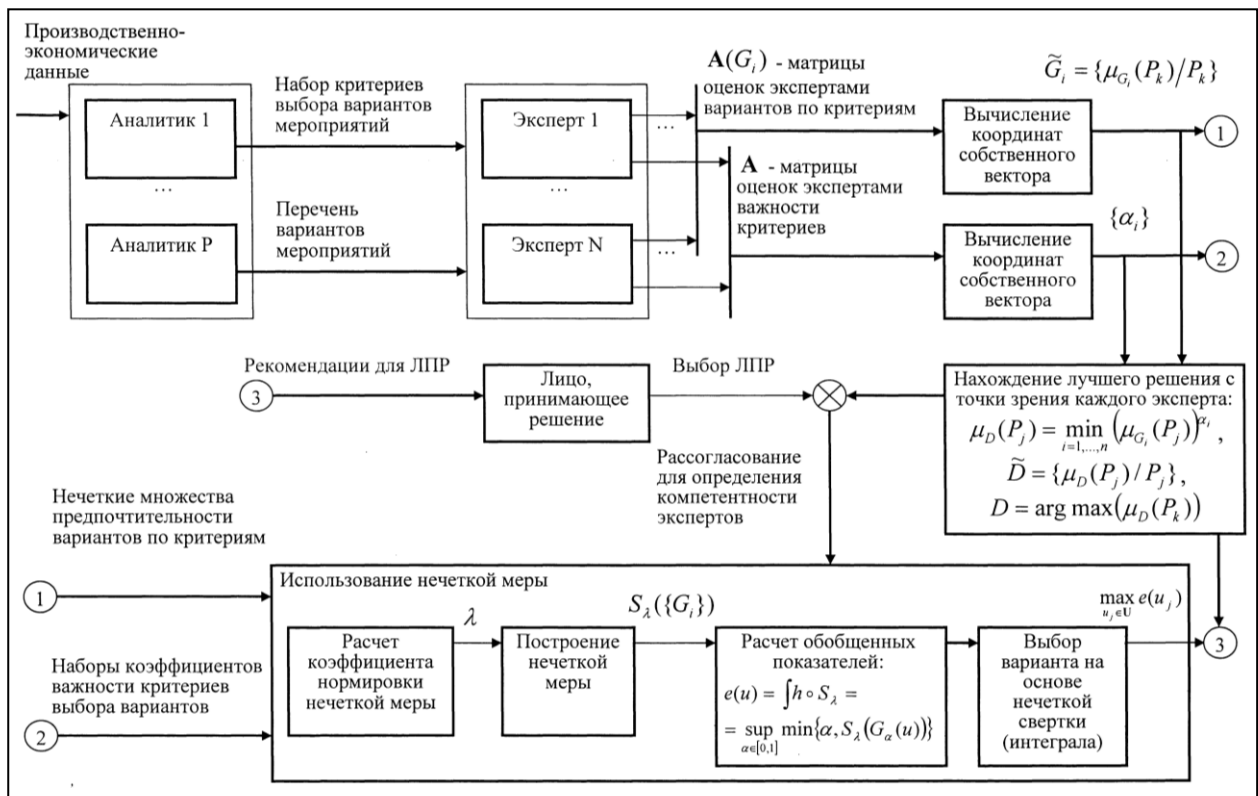 Производственно-
экономические
данные
Аналитик 1
...
Аналитик P
Набор критериев
выбора вариантов
мероприятий
Перечень
вариантов
мероприятий
Эксперт 1
...
Эксперт N
...
...
A(G_i) - матрицы
оценок экспертами
вариантов по критериям
A - матрицы
оценок экспертами
важности
критериев
Вычисление
координат
собственного
вектора
G̃_i = {μ_{G_i}(P_k)/P_k}
1
Вычисление
координат
собственного
вектора
{α_i}
2
Рекомендации для ЛПР
3
Лицо,
принимающее
решение
Выбор ЛПР
Нахождение лучшего решения с
точки зрения каждого эксперта:
μ_D(P_j) = min_{i=1,...,n} (μ_{G_i}(P_j))^{α_i} ,
D̃ = {μ_D(P_j) / P_j},
D = arg max(μ_D(P_k))
Рассогласование
для определения
компетентности
экспертов
Нечеткие множества
предпочтительности
вариантов по критериям
1
Наборы коэффициентов
важности критериев
выбора вариантов
2
Использование нечеткой меры
Расчет
коэффициента
нормировки
нечеткой меры
λ
Построение
нечеткой
меры
S_λ({G_i})
Расчет обобщенных
показателей:
e(u) = ∫h ∘ S_λ =
= sup_{α∈[0,1]} min{α, S_λ(G_α(u))}
Выбор
варианта на
основе
нечеткой
свертки
(интеграла)
max_{u_j∈U} e(u_j)
3